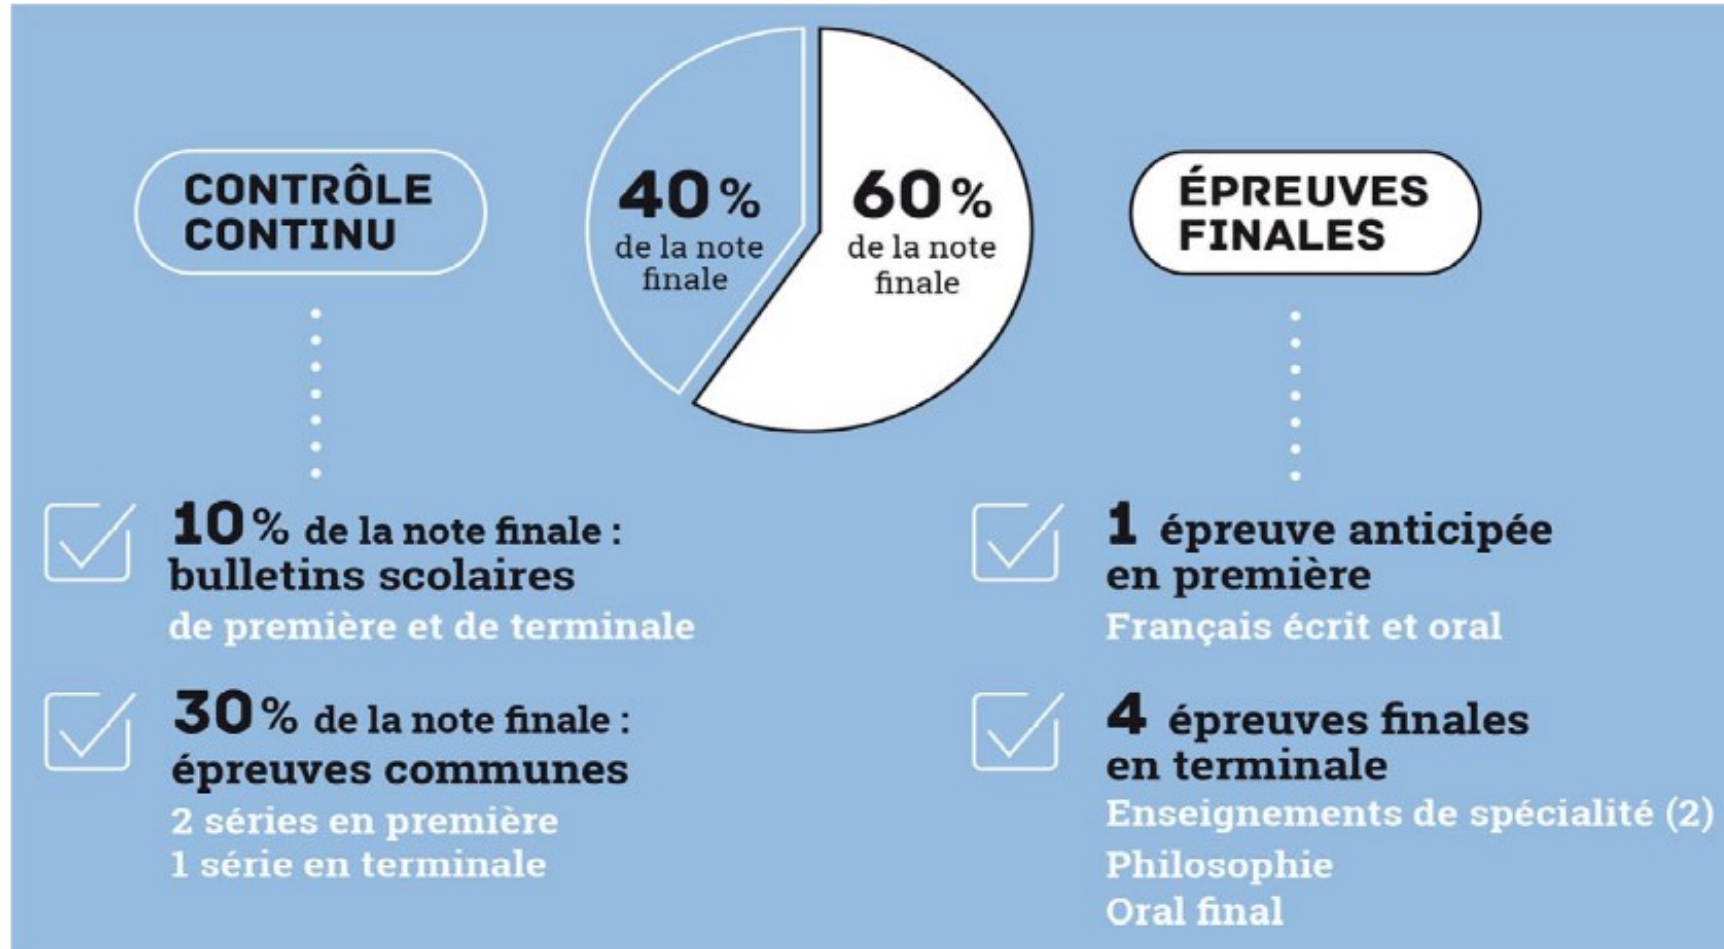 CONTRÔLE
CONTINU
40%
de la note
finale
60%
de la note
finale
ÉPREUVES
FINALES
10% de la note finale :
bulletins scolaires
de première et de terminale
30% de la note finale :
épreuves communes
2 séries en première
1 série en terminale
1 épreuve anticipée
en première
Français écrit et oral
4 épreuves finales
en terminale
Enseignements de spécialité (2)
Philosophie
Oral final